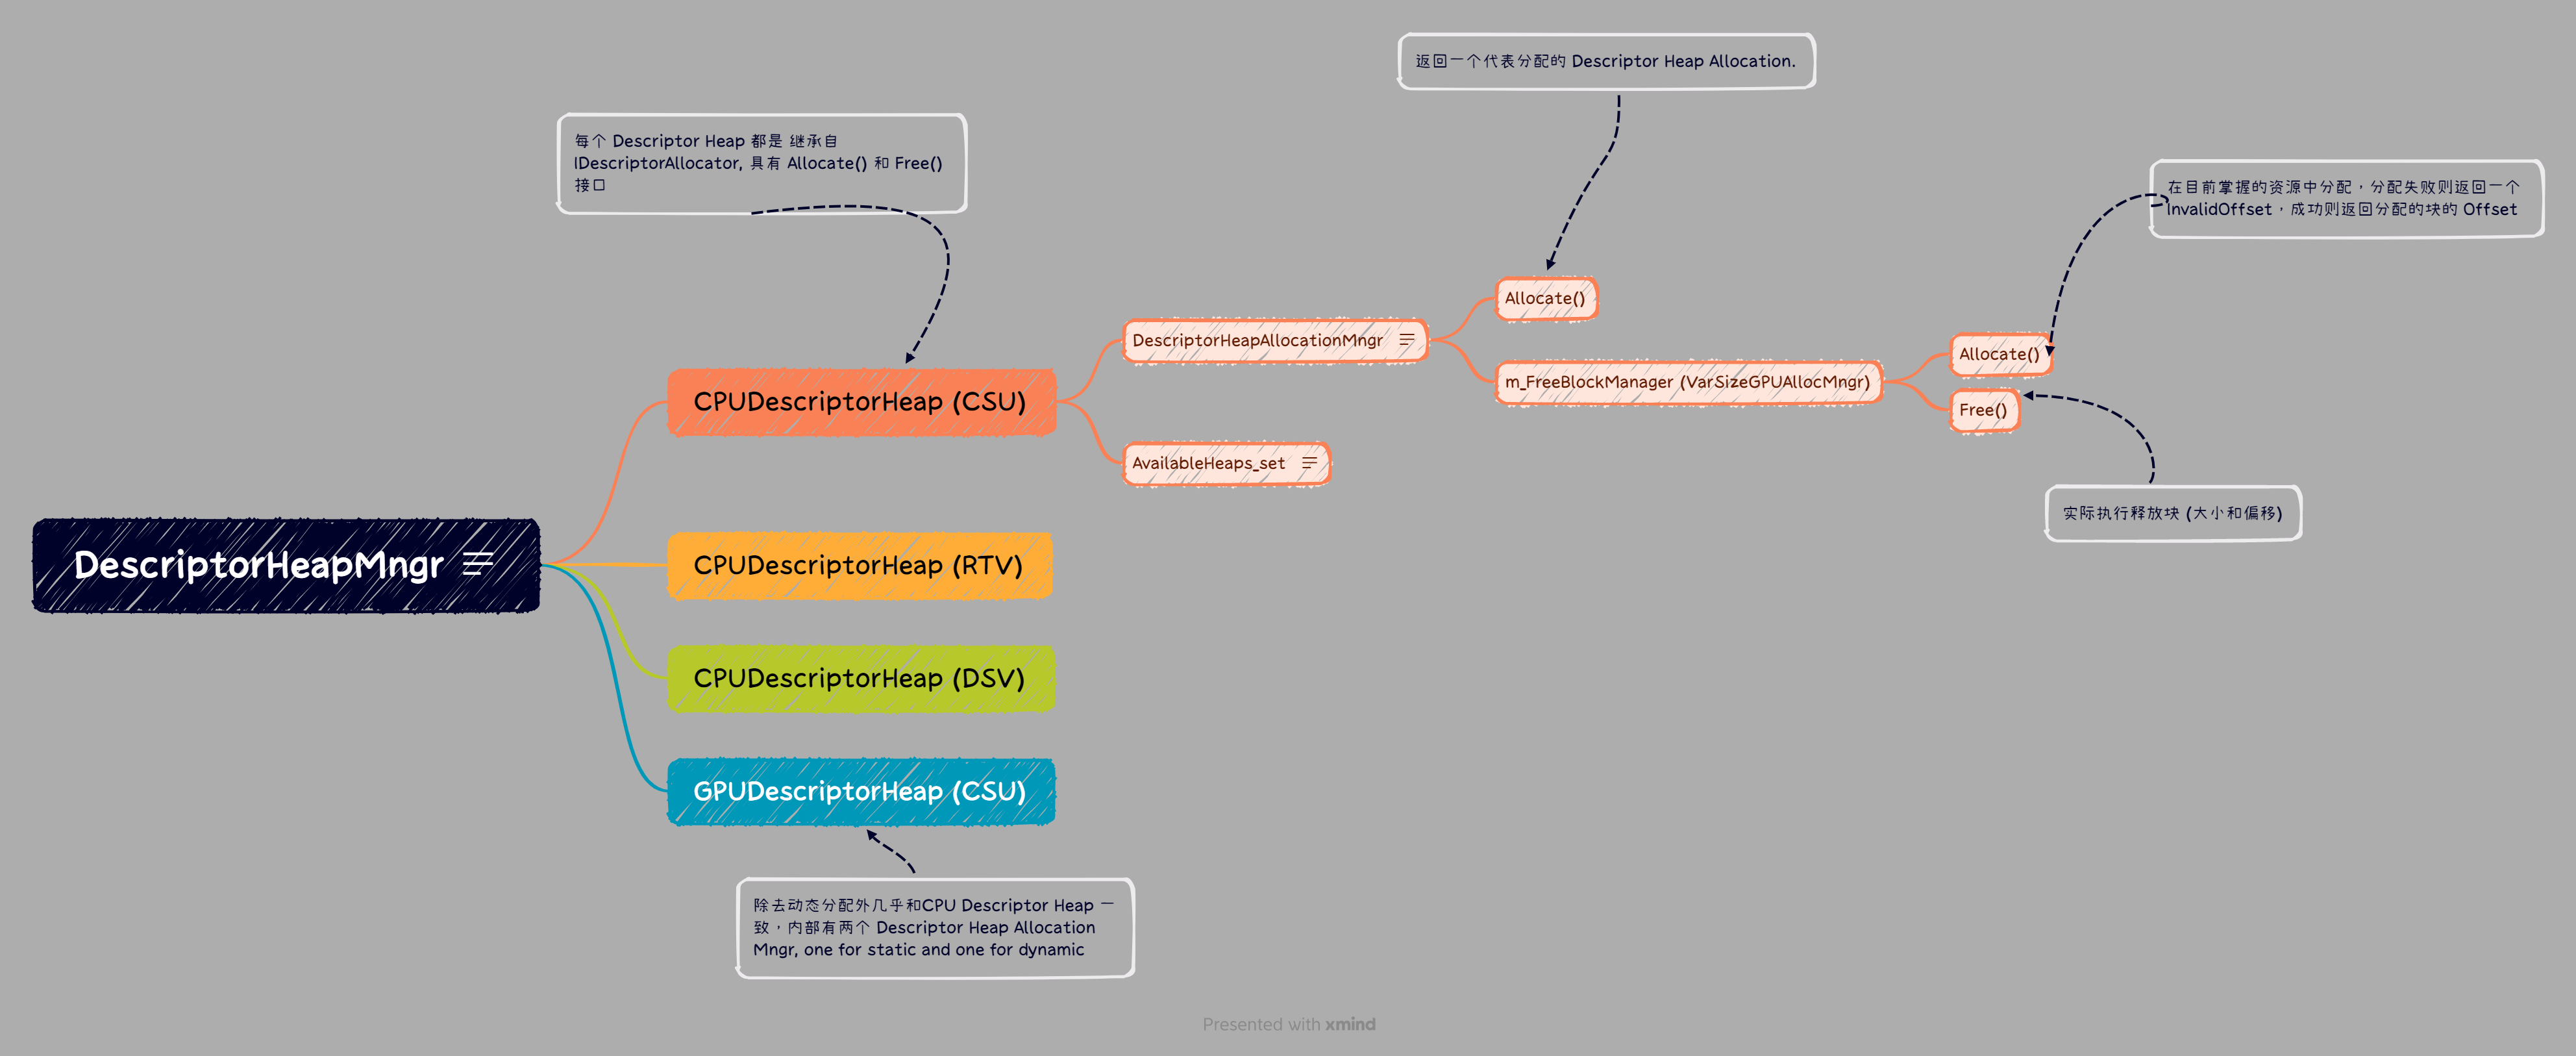 返回一个代表分配的 Descriptor Heap Allocation.
每个 Descriptor Heap 都是 继承自
IDescriptorAllocator, 具有 Allocate() 和 Free()
接口
在目前掌握的资源中分配，分配失败则返回一个
InvalidOffset，成功则返回分配的块的 Offset
Allocate()
DescriptorHeapAllocationMngr
Allocate()
m_FreeBlockManager (VarSizeGPUAllocMngr)
CPUDescriptorHeap (CSU)
Free()
AvailableHeaps_set
实际执行释放块 (大小和偏移)
DescriptorHeapMngr
CPUDescriptorHeap (RTV)
CPUDescriptorHeap (DSV)
GPUDescriptorHeap (CSU)
除去动态分配外几乎和CPU Descriptor Heap 一
致，内部有两个 Descriptor Heap Allocation
Mngr, one for static and one for dynamic
Presented with xmind